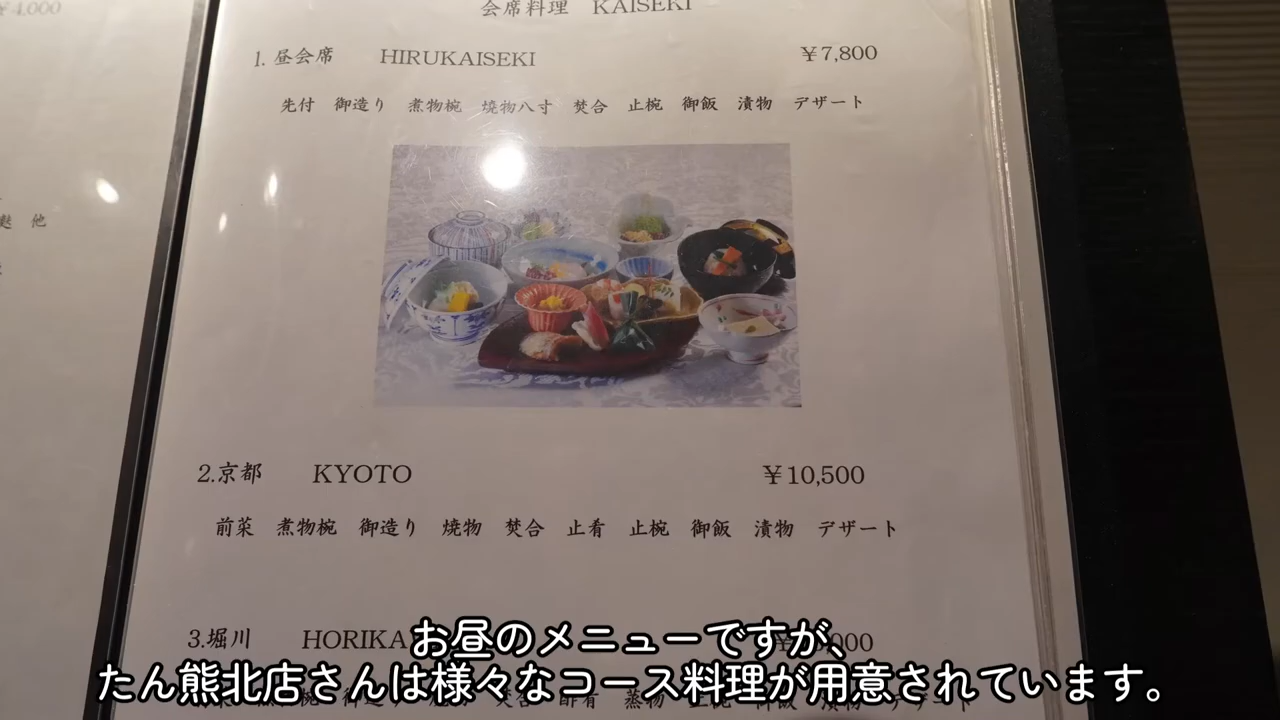 ¥4,000
他
会席料理 KAISEKI
1. 昼会席 HIRUKAISEKI ¥7,800
先付 御造り 煮物椀 焼物八寸 焚合 止椀 御飯 漬物 デザート
2.京都 KYOTO ¥10,500
前菜 煮物椀 御造り 焼物 焚合 止肴 止椀 御飯 漬物 デザート
3.堀川
お昼のメニューですが、
たん熊北店さんは様々なコース料理が用意されています。